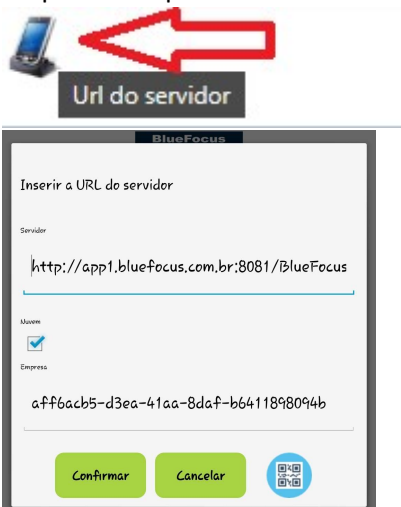 Url do servidor
BlueFocus
Inserir a URL do servidor
Servidor
http://app1.bluefocus.com.br:8081/BlueFocus
Nuvem
Empresa
aff6acb5-d3ea-41aa-8daf-b6411898094b
Confirmar Cancelar